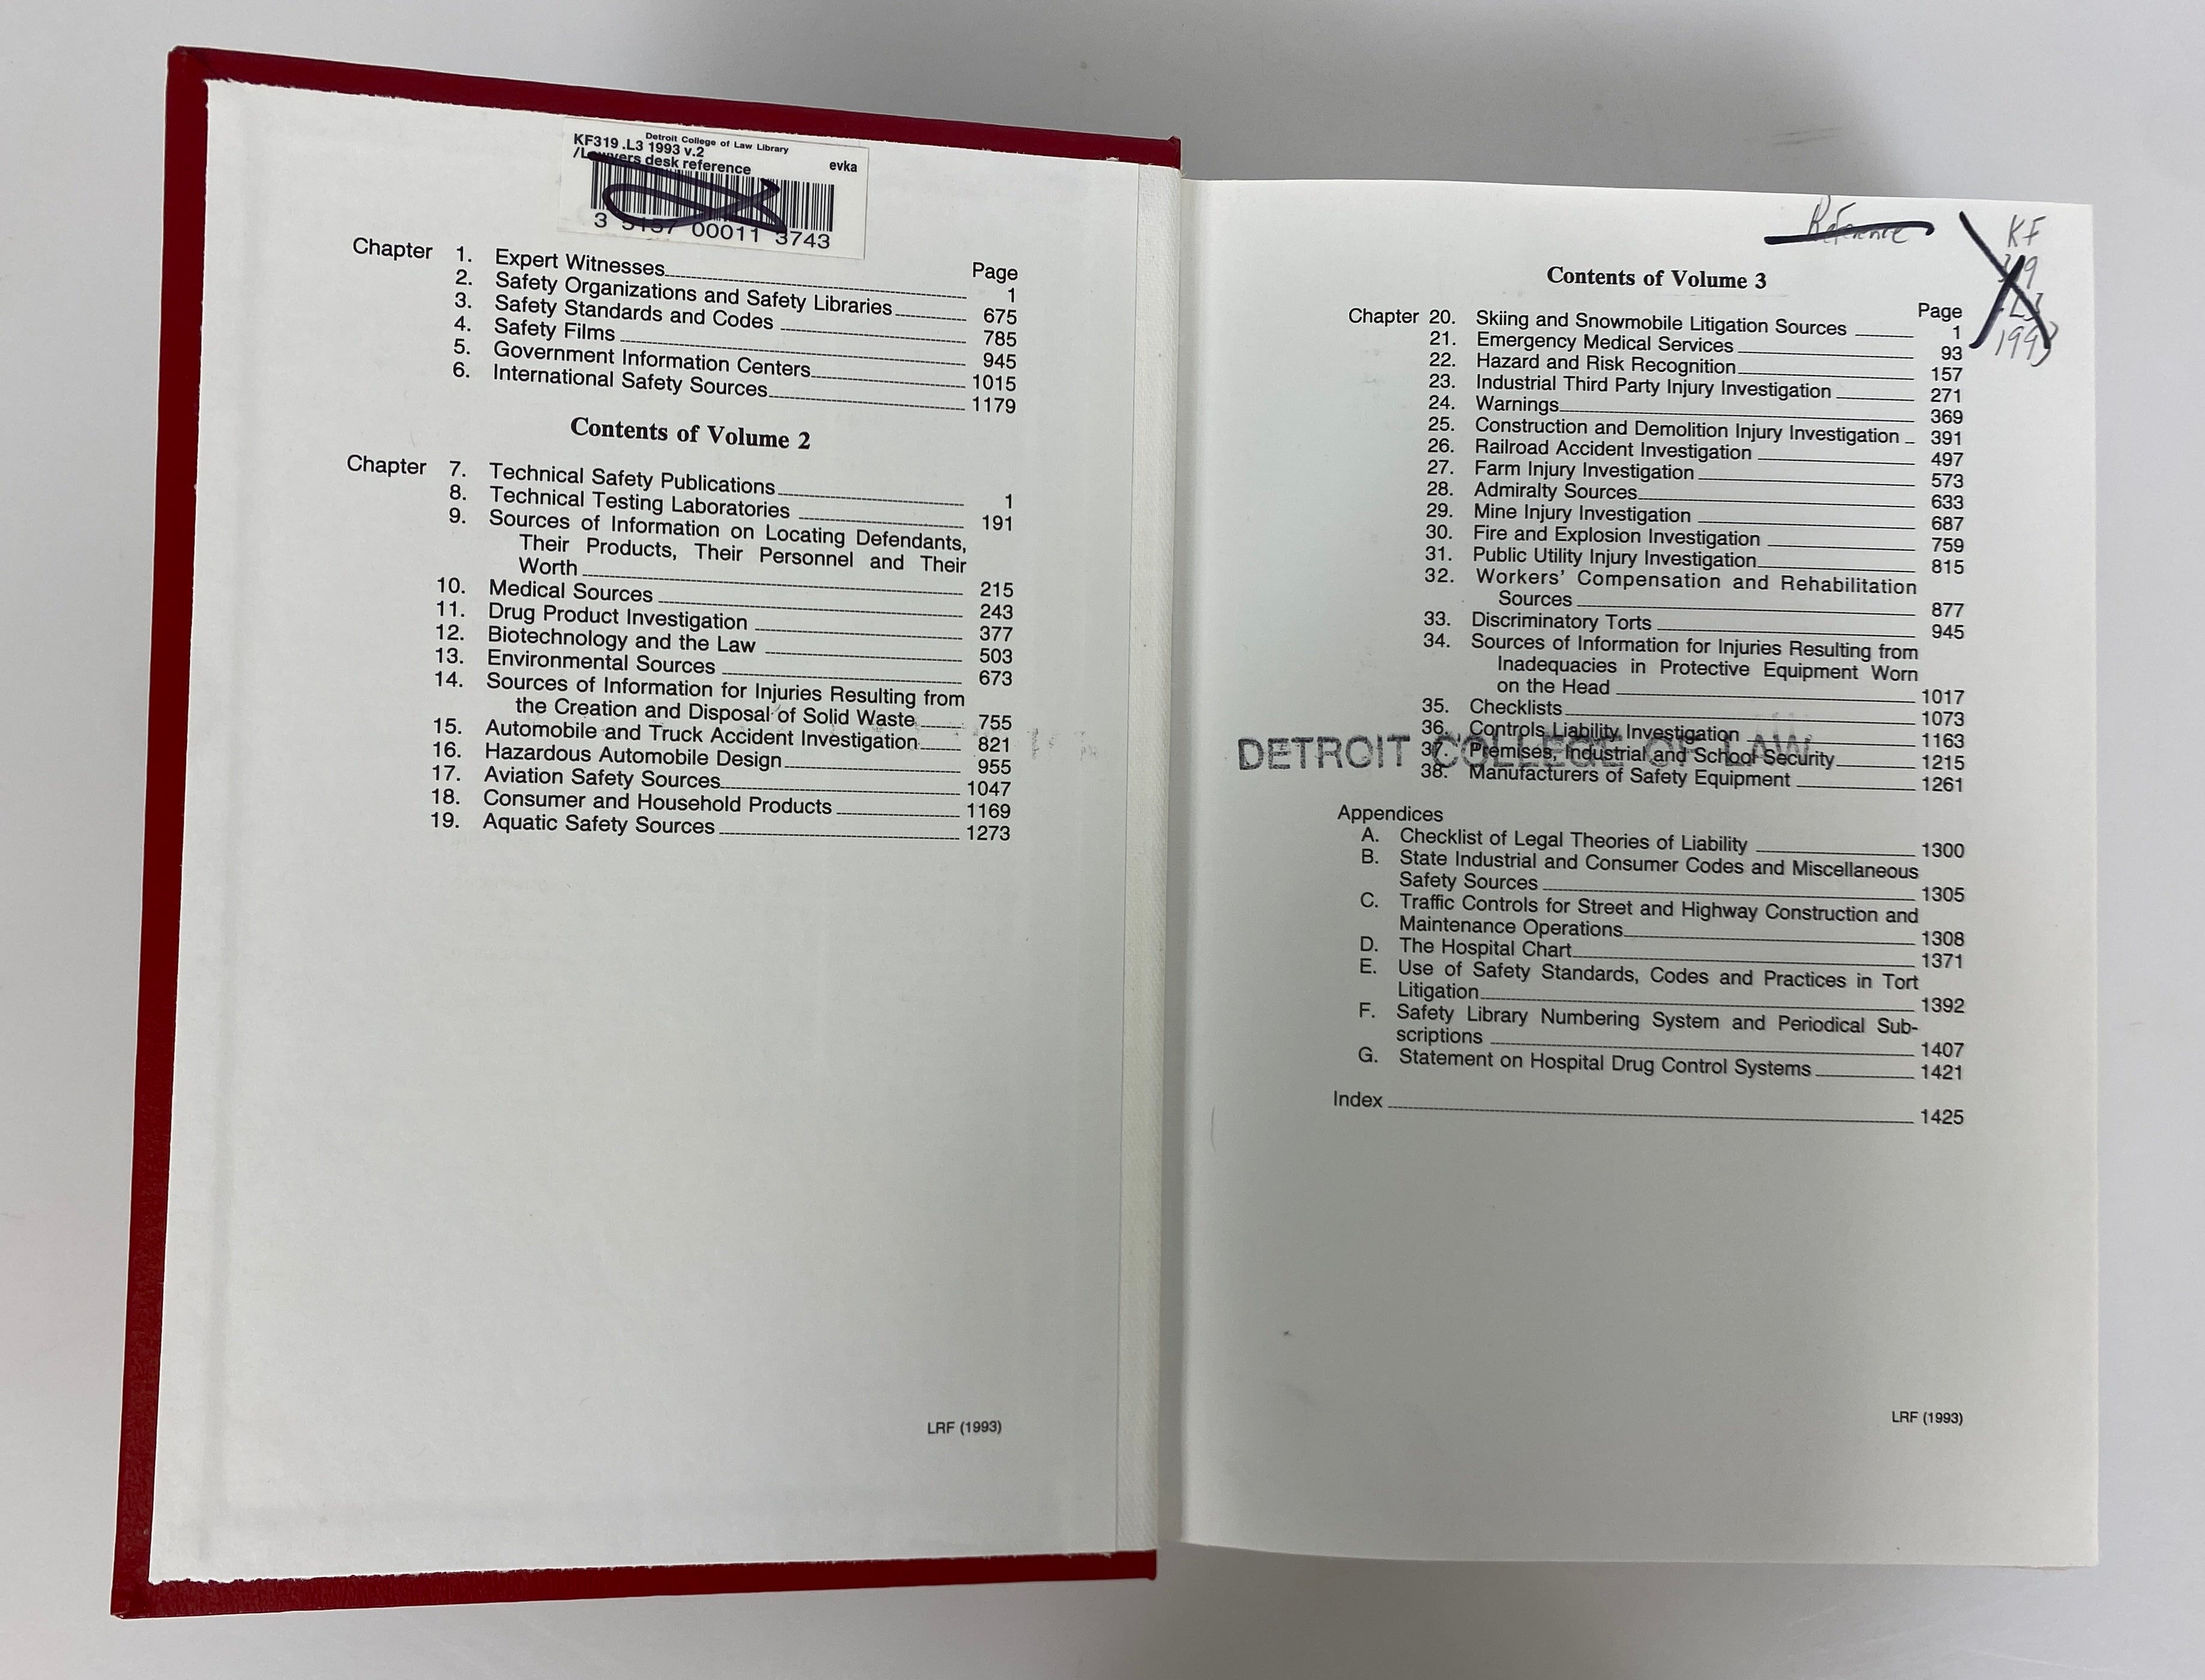 Detroit College of Law Library
KF319 .L3 1993 v.2
/Lawyers desk reference evka
3 5157 00011 3743
Page
Chapter 1. Expert Witnesses 1
2. Safety Organizations and Safety Libraries 675
3. Safety Standards and Codes 785
4. Safety Films 945
5. Government Information Centers 1015
6. International Safety Sources 1179
Contents of Volume 2
Chapter 7. Technical Safety Publications 1
8. Technical Testing Laboratories 191
9. Sources of Information on Locating Defendants,
Their Products, Their Personnel and Their
Worth 215
10. Medical Sources 243
11. Drug Product Investigation 377
12. Biotechnology and the Law 503
13. Environmental Sources 673
14. Sources of Information for Injuries Resulting from
the Creation and Disposal of Solid Waste 755
15. Automobile and Truck Accident Investigation 821
16. Hazardous Automobile Design 955
17. Aviation Safety Sources 1047
18. Consumer and Household Products 1169
19. Aquatic Safety Sources 1273
LRF (1993)
Reference
KF
319
.L3
1993
Contents of Volume 3
Page
Chapter 20. Skiing and Snowmobile Litigation Sources 1
21. Emergency Medical Services 93
22. Hazard and Risk Recognition 157
23. Industrial Third Party Injury Investigation 271
24. Warnings 369
25. Construction and Demolition Injury Investigation 391
26. Railroad Accident Investigation 497
27. Farm Injury Investigation 573
28. Admiralty Sources 633
29. Mine Injury Investigation 687
30. Fire and Explosion Investigation 759
31. Public Utility Injury Investigation 815
32. Workers' Compensation and Rehabilitation
Sources 877
33. Discriminatory Torts 945
34. Sources of Information for Injuries Resulting from
Inadequacies in Protective Equipment Worn
on the Head 1017
35. Checklists 1073
36. Controls Liability Investigation 1163
DETROIT COLLEGE OF LAW
37. Premises, Industrial and School Security 1215
38. Manufacturers of Safety Equipment 1261
Appendices
A. Checklist of Legal Theories of Liability 1300
B. State Industrial and Consumer Codes and Miscellaneous
Safety Sources 1305
C. Traffic Controls for Street and Highway Construction and
Maintenance Operations 1308
D. The Hospital Chart 1371
E. Use of Safety Standards, Codes and Practices in Tort
Litigation 1392
F. Safety Library Numbering System and Periodical Sub-
scriptions 1407
G. Statement on Hospital Drug Control Systems 1421
Index 1425
LRF (1993)